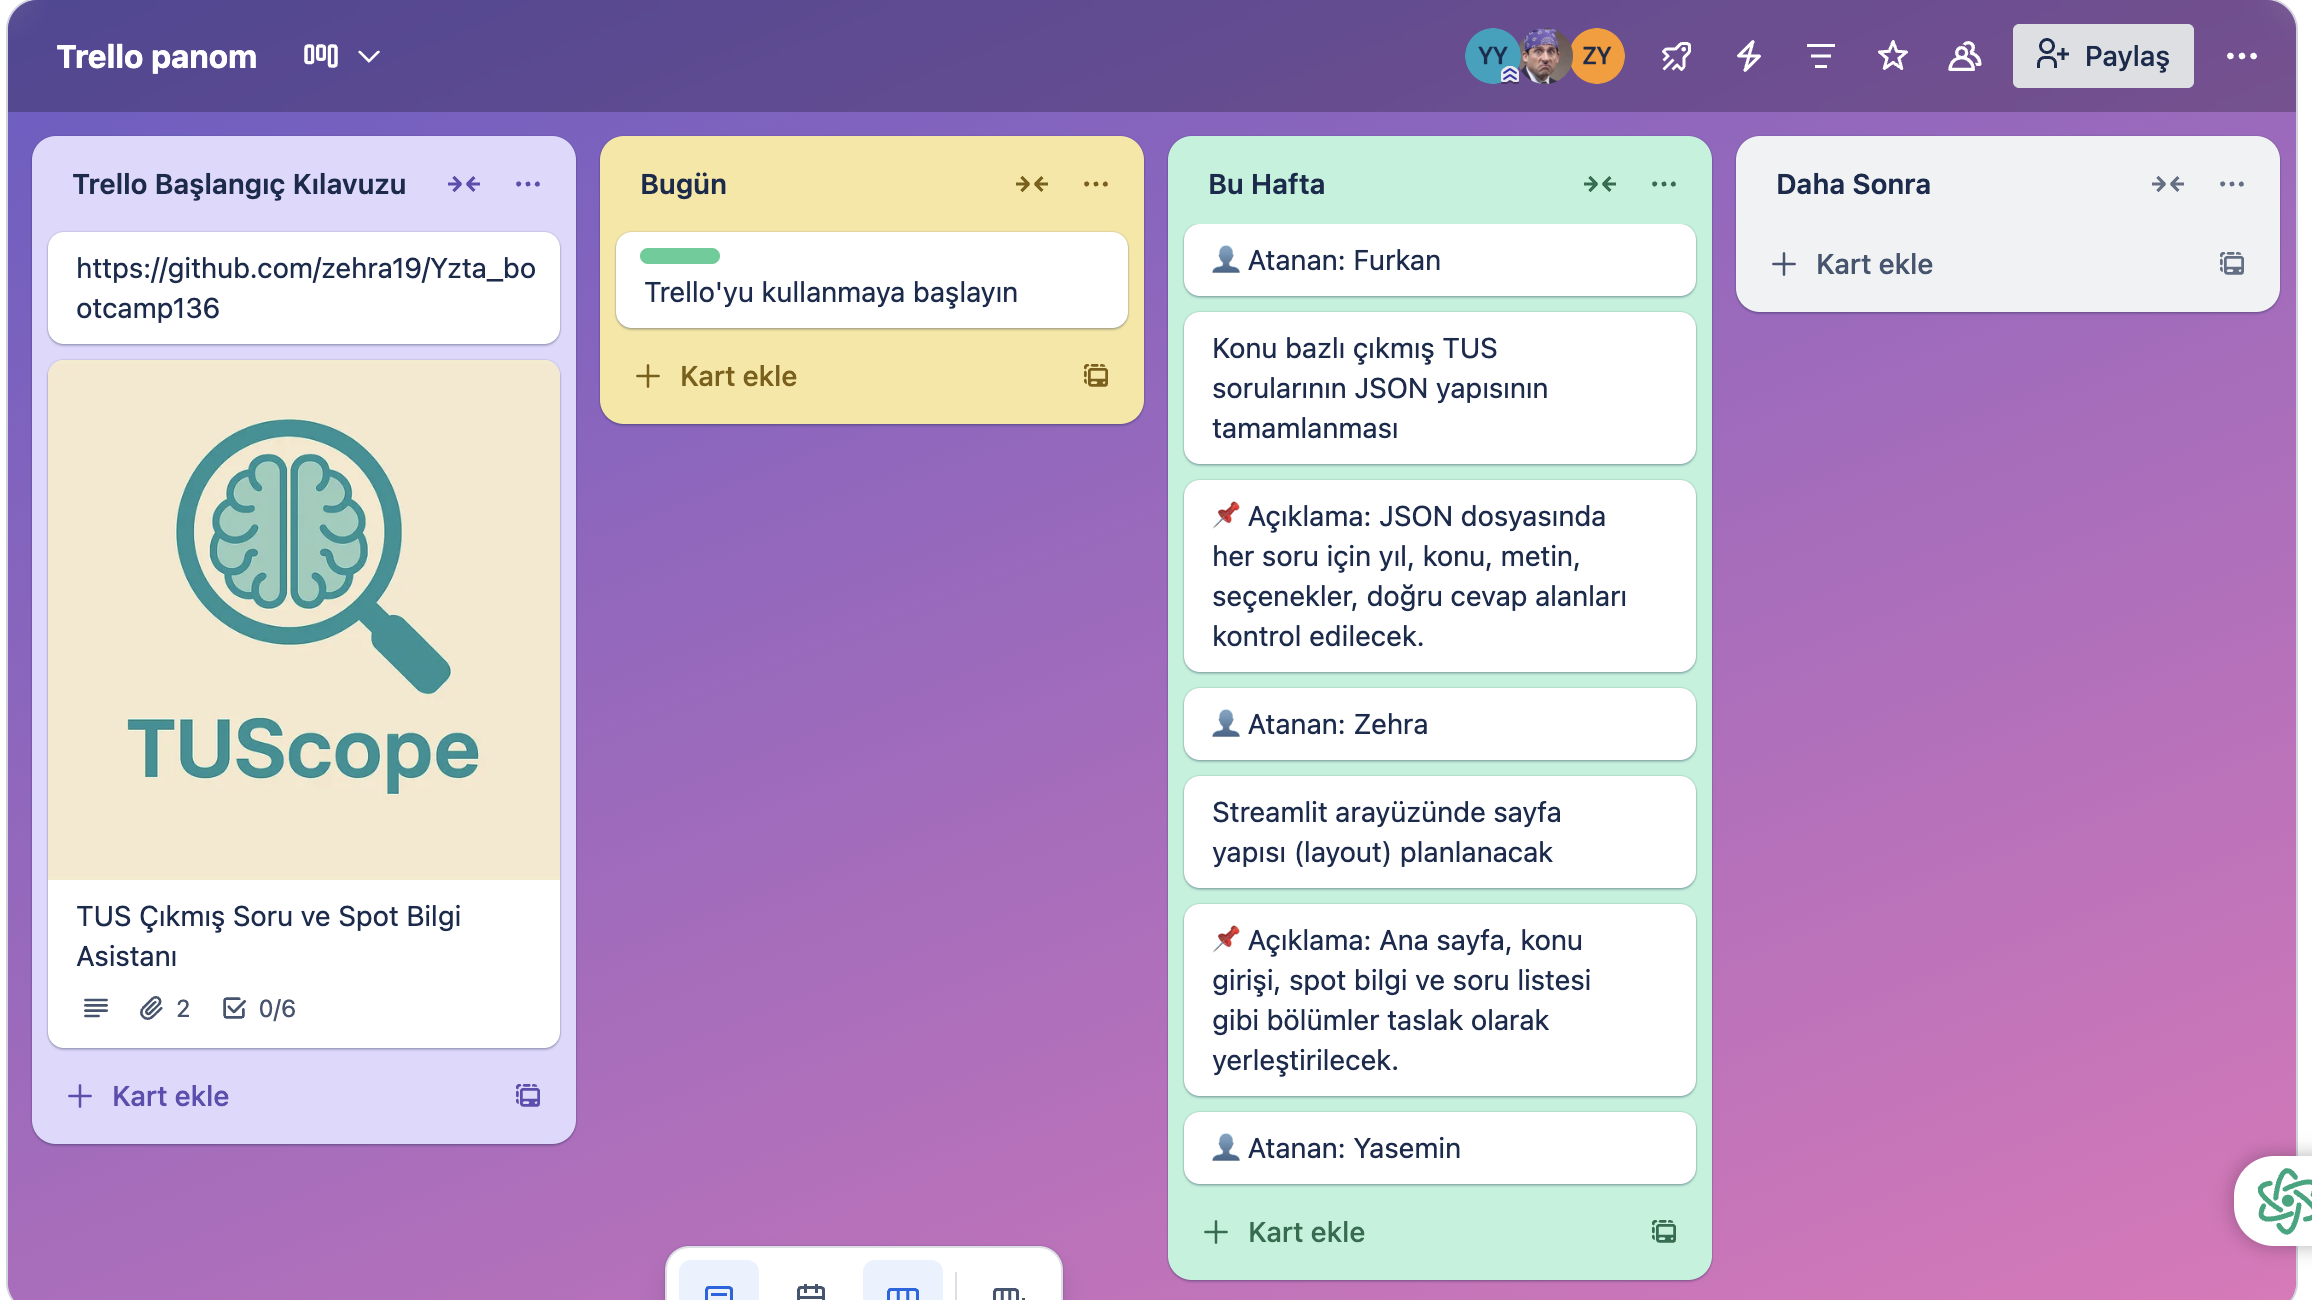 Trello panom
YY
ZY
Paylaş
Trello Başlangıç Kılavuzu
https://github.com/zehra19/Yzta_bo
otcamp136
TUScope
TUS Çıkmış Soru ve Spot Bilgi
Asistanı
2
0/6
Kart ekle
Bugün
Trello'yu kullanmaya başlayın
Kart ekle
Bu Hafta
👤 Atanan: Furkan
Konu bazlı çıkmış TUS
sorularının JSON yapısının
tamamlanması
📌 Açıklama: JSON dosyasında
her soru için yıl, konu, metin,
seçenekler, doğru cevap alanları
kontrol edilecek.
👤 Atanan: Zehra
Streamlit arayüzünde sayfa
yapısı (layout) planlanacak
📌 Açıklama: Ana sayfa, konu
girişi, spot bilgi ve soru listesi
gibi bölümler taslak olarak
yerleştirilecek.
👤 Atanan: Yasemin
Kart ekle
Daha Sonra
Kart ekle